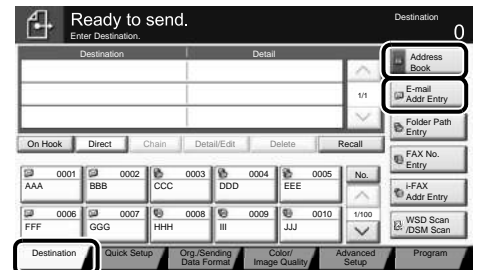 Ready to send.
Enter Destination.
Destination
0
Destination
Detail
1/1
Address
Book
E-mail
Addr Entry
Folder Path
Entry
FAX No.
Entry
i-FAX
Addr Entry
WSD Scan
/DSM Scan
On Hook
Direct
Chain
Detail/Edit
Delete
Recall
0001
AAA
0002
BBB
0003
CCC
0004
DDD
0005
EEE
No.
0006
FFF
0007
GGG
0008
HHH
0009
III
0010
JJJ
1/100
Destination
Quick Setup
Org./Sending
Data Format
Color/
Image Quality
Advanced
Setup
Program